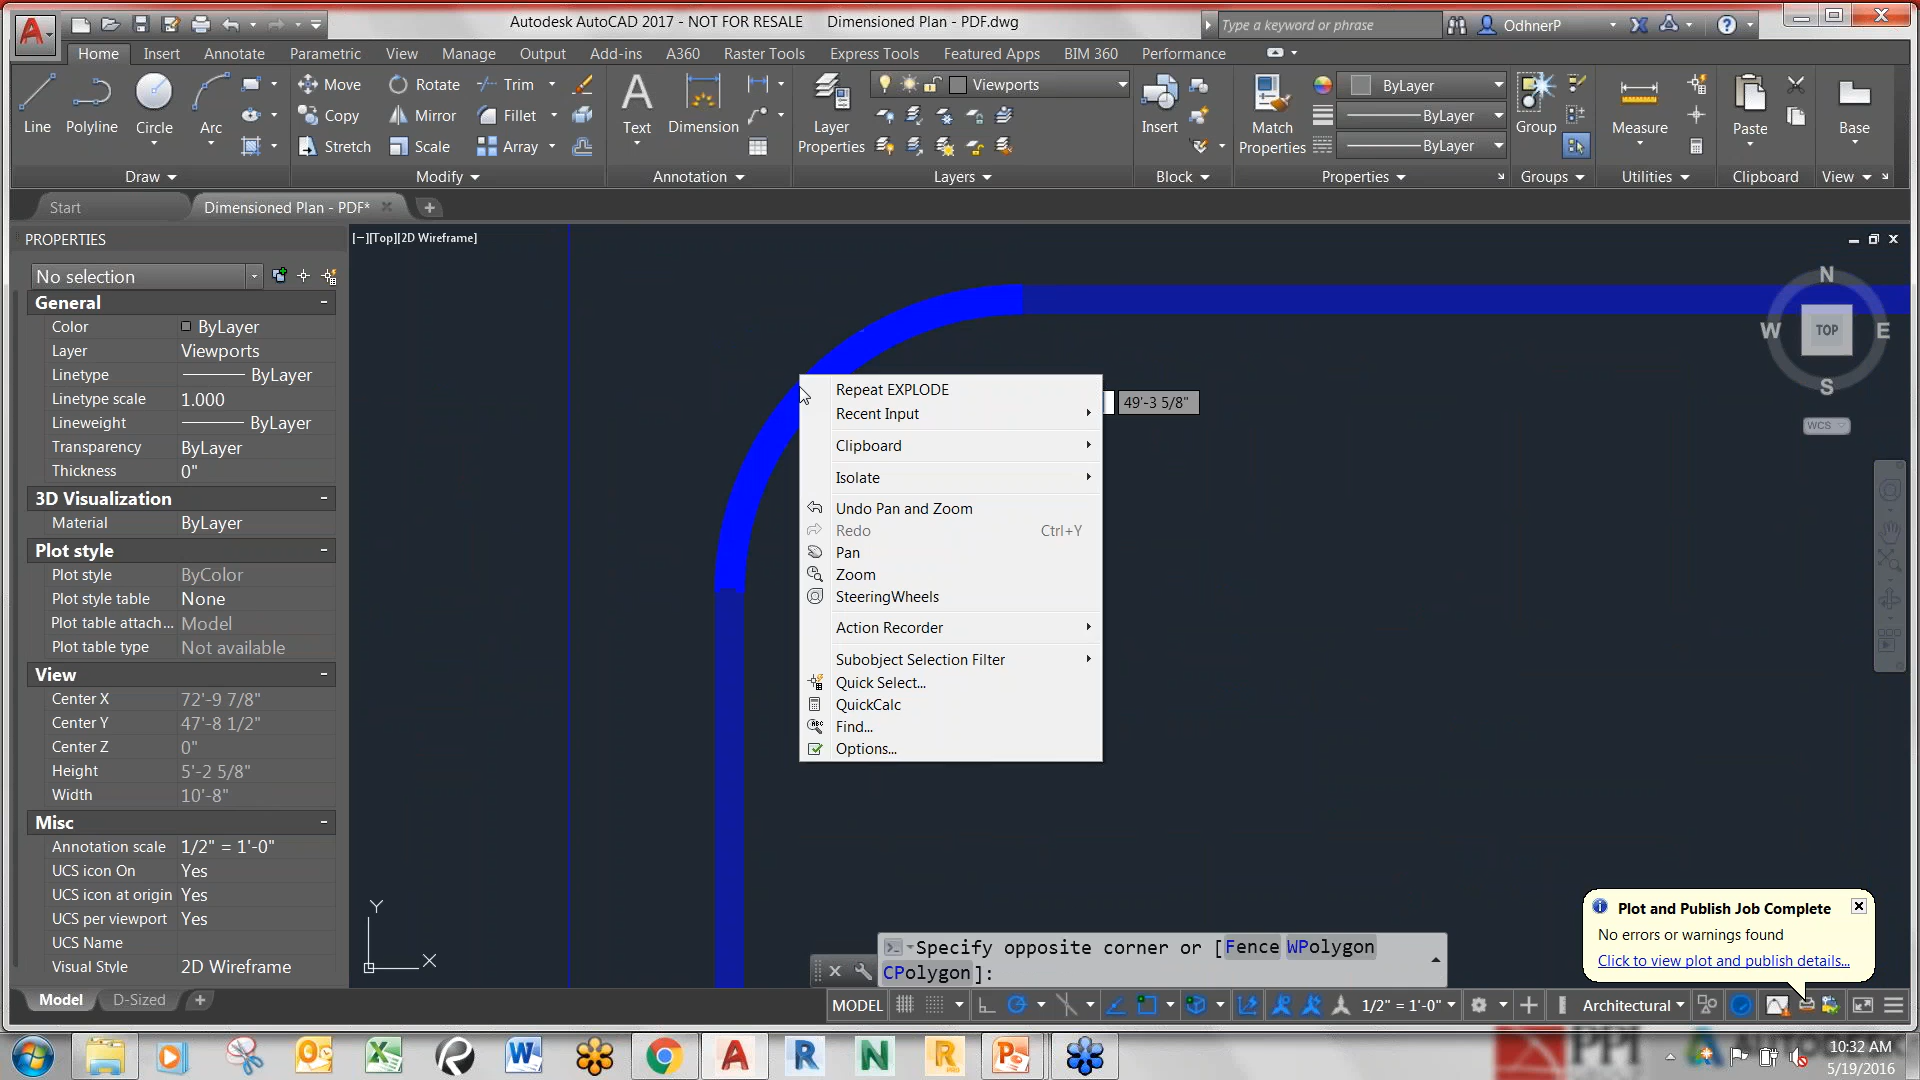 Autodesk AutoCAD 2017 - NOT FOR RESALE    Dimensioned Plan - PDF.dwg
Type a keyword or phrase
OdhnerP
Home Insert Annotate Parametric View Manage Output Add-ins A360 Raster Tools Express Tools Featured Apps BIM 360 Performance
Line Polyline Circle Arc
Move Rotate Trim
Copy Mirror Fillet
Stretch Scale Array
Text Dimension
Layer Properties
Viewports
Insert
Match Properties
ByLayer
ByLayer
ByLayer
Group
Measure
Paste
Base
Draw Modify Annotation Layers Block Properties Groups Utilities Clipboard View
Start
Dimensioned Plan - PDF*
PROPERTIES
No selection
General
Color ByLayer
Layer Viewports
Linetype ByLayer
Linetype scale 1.000
Lineweight ByLayer
Transparency ByLayer
Thickness 0"
3D Visualization
Material ByLayer
Plot style
Plot style ByColor
Plot style table None
Plot table attach... Model
Plot table type Not available
View
Center X 72'-9 7/8"
Center Y 47'-8 1/2"
Center Z 0"
Height 5'-2 5/8"
Width 10'-8"
Misc
Annotation scale 1/2" = 1'-0"
UCS icon On Yes
UCS icon at origin Yes
UCS per viewport Yes
UCS Name
Visual Style 2D Wireframe
[−][Top][2D Wireframe]
N
W TOP E
S
WCS
49'-3 5/8"
Repeat EXPLODE
Recent Input
Clipboard
Isolate
Undo Pan and Zoom
Redo Ctrl+Y
Pan
Zoom
SteeringWheels
Action Recorder
Subobject Selection Filter
Quick Select...
QuickCalc
Find...
Options...
Y
X
Specify opposite corner or [Fence WPolygon
CPolygon]:
Plot and Publish Job Complete
No errors or warnings found
Click to view plot and publish details...
Model D-Sized
MODEL 1/2" = 1'-0" Architectural
PPI
10:32 AM
5/19/2016